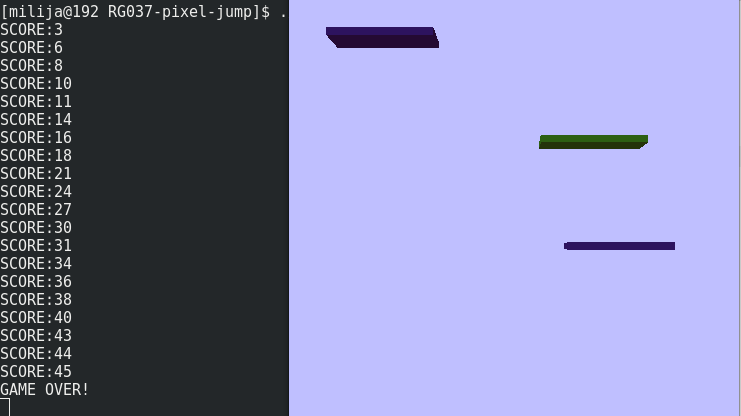 [milija@192 RG037-pixel-jump]$ .
SCORE:3
SCORE:6
SCORE:8
SCORE:10
SCORE:11
SCORE:14
SCORE:16
SCORE:18
SCORE:21
SCORE:24
SCORE:27
SCORE:30
SCORE:31
SCORE:34
SCORE:36
SCORE:38
SCORE:40
SCORE:43
SCORE:44
SCORE:45
GAME OVER!